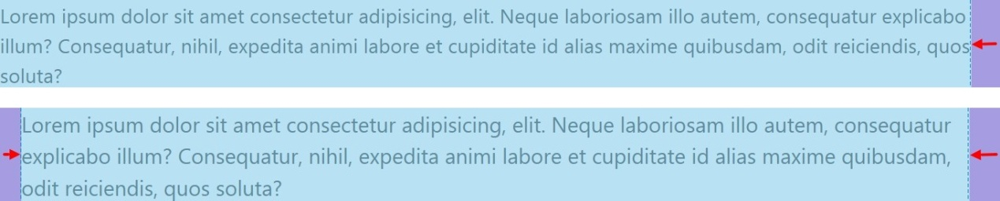 Lorem ipsum dolor sit amet consectetur adipisicing, elit. Neque laboriosam illo autem, consequatur explicabo
illum? Consequatur, nihil, expedita animi labore et cupiditate id alias maxime quibusdam, odit reiciendis, quos
soluta?
Lorem ipsum dolor sit amet consectetur adipisicing, elit. Neque laboriosam illo autem, consequatur
explicabo illum? Consequatur, nihil, expedita animi labore et cupiditate id alias maxime quibusdam,
odit reiciendis, quos soluta?